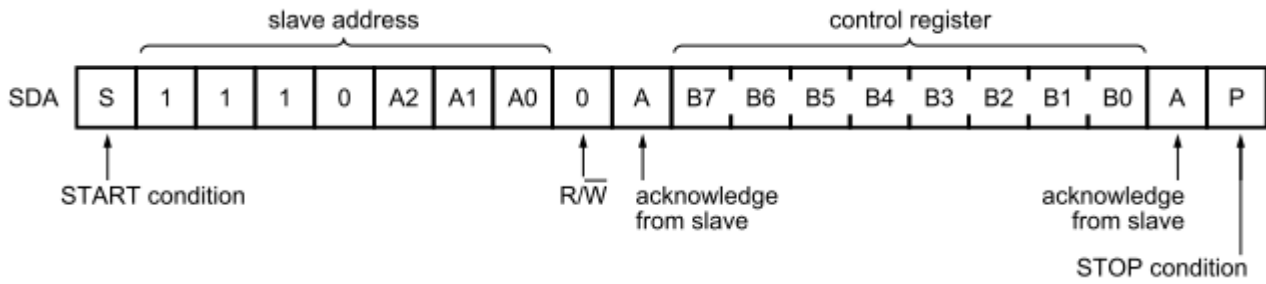 slave address control register
SDA S 1 1 1 0 A2 A1 A0 0 A B7 B6 B5 B4 B3 B2 B1 B0 A P
START condition R/W̅ acknowledge acknowledge
from slave from slave
STOP condition